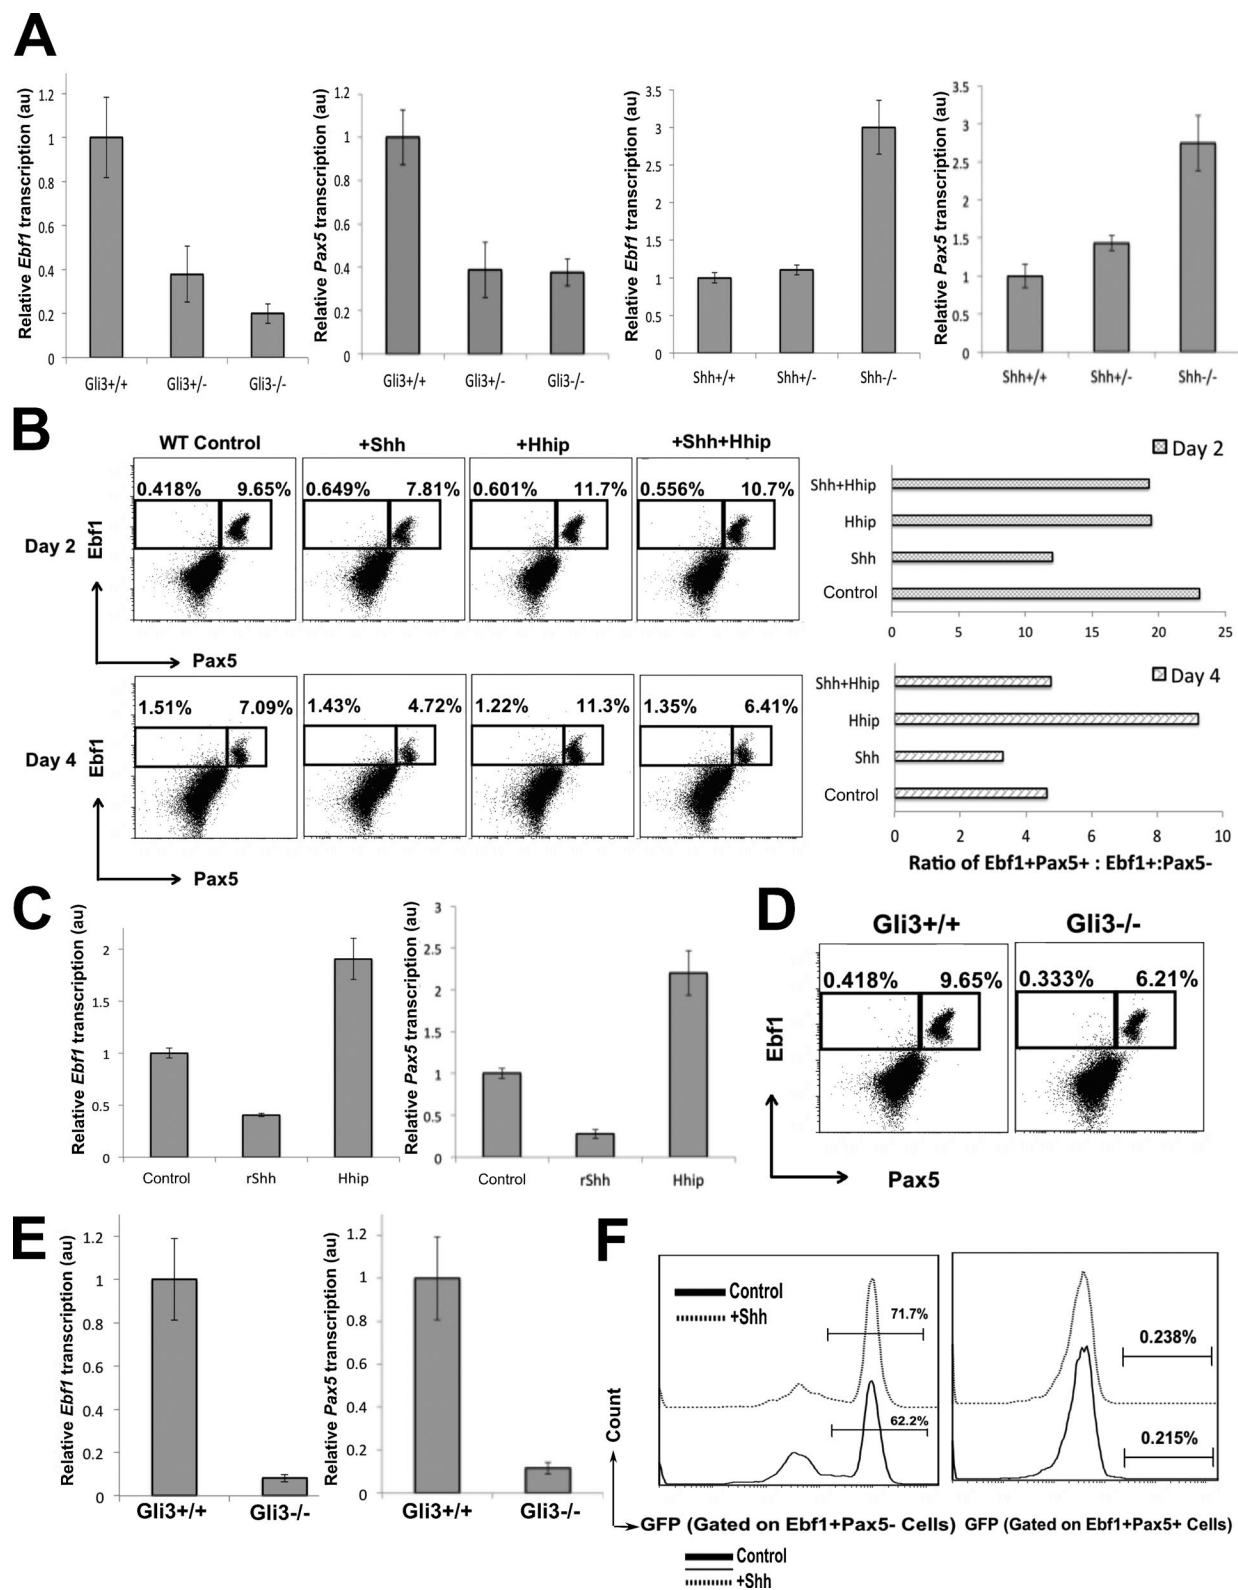 A
Relative Ebf1 transcription (au)
1.2
1
0.8
0.6
0.4
0.2
0
Gli3+/+ Gli3+/- Gli3-/-
Relative Pax5 transcription (au)
1.2
1
0.8
0.6
0.4
0.2
0
Gli3+/+ Gli3+/- Gli3-/-
Relative Ebf1 transcription (au)
3.5
3
2.5
2
1.5
1
0.5
0
Shh+/+ Shh+/- Shh-/-
Relative Pax5 transcription (au)
3.5
3
2.5
2
1.5
1
0.5
0
Shh+/+ Shh+/- Shh-/-
B
WT Control +Shh +Hhip +Shh+Hhip
Day 2
Ebf1
0.418% 9.65% 0.649% 7.81% 0.601% 11.7% 0.556% 10.7%
Pax5
Day 4
Ebf1
1.51% 7.09% 1.43% 4.72% 1.22% 11.3% 1.35% 6.41%
Pax5
Day 2
Shh+Hhip
Hhip
Shh
Control
0 5 10 15 20 25
Day 4
Shh+Hhip
Hhip
Shh
Control
0 2 4 6 8 10
Ratio of Ebf1+Pax5+ : Ebf1+:Pax5-
C
Relative Ebf1 transcription (au)
2
1.5
1
0.5
0
Control rShh Hhip
Relative Pax5 transcription (au)
3
2.5
2
1.5
1
0.5
0
Control rShh Hhip
D
Gli3+/+ Gli3-/-
Ebf1
0.418% 9.65% 0.333% 6.21%
Pax5
E
Relative Ebf1 transcription (au)
1.2
1
0.8
0.6
0.4
0.2
0
Gli3+/+ Gli3-/-
Relative Pax5 transcription (au)
1.2
1
0.8
0.6
0.4
0.2
0
Gli3+/+ Gli3-/-
F
Count
Control
+Shh
71.7%
62.2%
0.238%
0.215%
GFP (Gated on Ebf1+Pax5- Cells)
GFP (Gated on Ebf1+Pax5+ Cells)
Control
+Shh